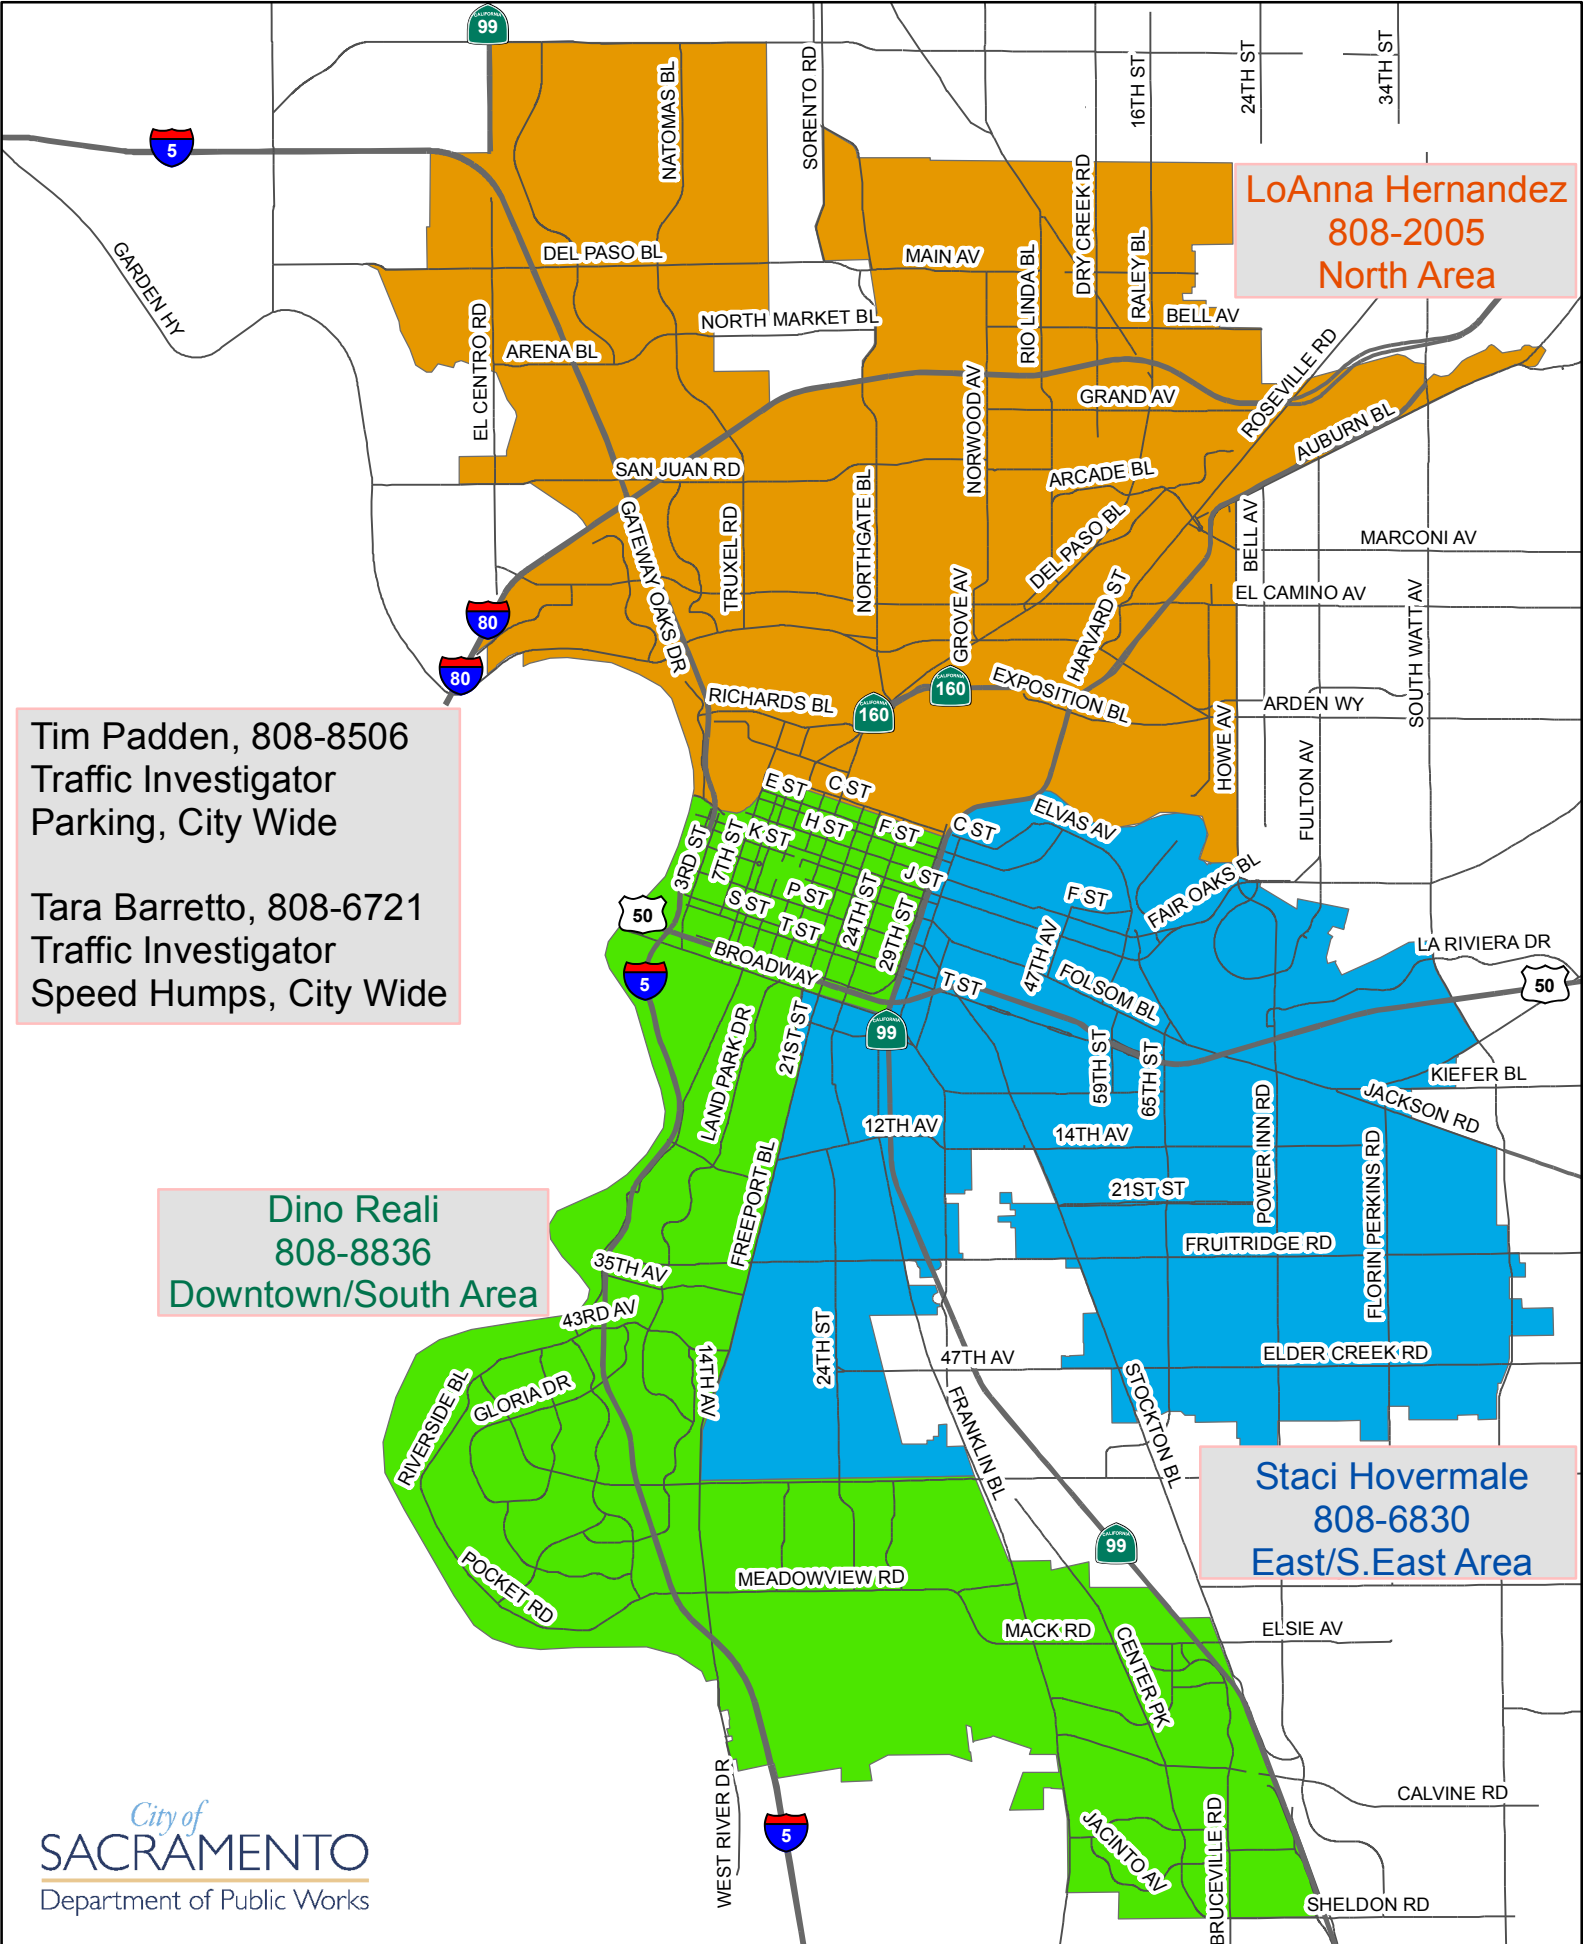 CALIFORNIA
99
5
NATOMAS BL
SORENTO RD
16TH ST
24TH ST
34TH ST
LoAnna Hernandez
808-2005
North Area
GARDEN HY
DEL PASO BL
MAIN AV
RIO LINDA BL
DRY CREEK RD
RALEY BL
BELL AV
EL CENTRO RD
NORTH MARKET BL
ARENA BL
NORWOOD AV
GRAND AV
ROSEVILLE RD
AUBURN BL
SAN JUAN RD
ARCADE BL
GATEWAY OAKS DR
TRUXEL RD
NORTHGATE BL
DEL PASO BL
BELL AV
MARCONI AV
GROVE AV
HARVARD ST
EL CAMINO AV
SOUTH WATT AV
80
80
RICHARDS BL
CALIFORNIA
160
CALIFORNIA
160
EXPOSITION BL
HOWE AV
ARDEN WY
FULTON AV
Tim Padden, 808-8506
Traffic Investigator
Parking, City Wide
Tara Barretto, 808-6721
Traffic Investigator
Speed Humps, City Wide
E ST
C ST
3RD ST
7TH ST
K ST
H ST
F ST
C ST
ELVAS AV
J ST
S ST
P ST
T ST
24TH ST
29TH ST
F ST
FAIR OAKS BL
50
BROADWAY
5
T ST
47TH AV
FOLSOM BL
LA RIVIERA DR
50
LAND PARK DR
21ST ST
CALIFORNIA
99
59TH ST
65TH ST
KIEFER BL
JACKSON RD
12TH AV
14TH AV
POWER INN RD
FLORIN PERKINS RD
21ST ST
FREEPORT BL
FRUITRIDGE RD
Dino Reali
808-8836
Downtown/South Area
35TH AV
43RD AV
14TH AV
24TH ST
47TH AV
ELDER CREEK RD
RIVERSIDE BL
GLORIA DR
FRANKLIN BL
STOCKTON BL
Staci Hovermale
808-6830
East/S.East Area
CALIFORNIA
99
POCKET RD
MEADOWVIEW RD
MACK RD
CENTER PK
ELSIE AV
WEST RIVER DR
5
JACINTO AV
BRUCEVILLE RD
CALVINE RD
SHELDON RD
City of
SACRAMENTO
Department of Public Works